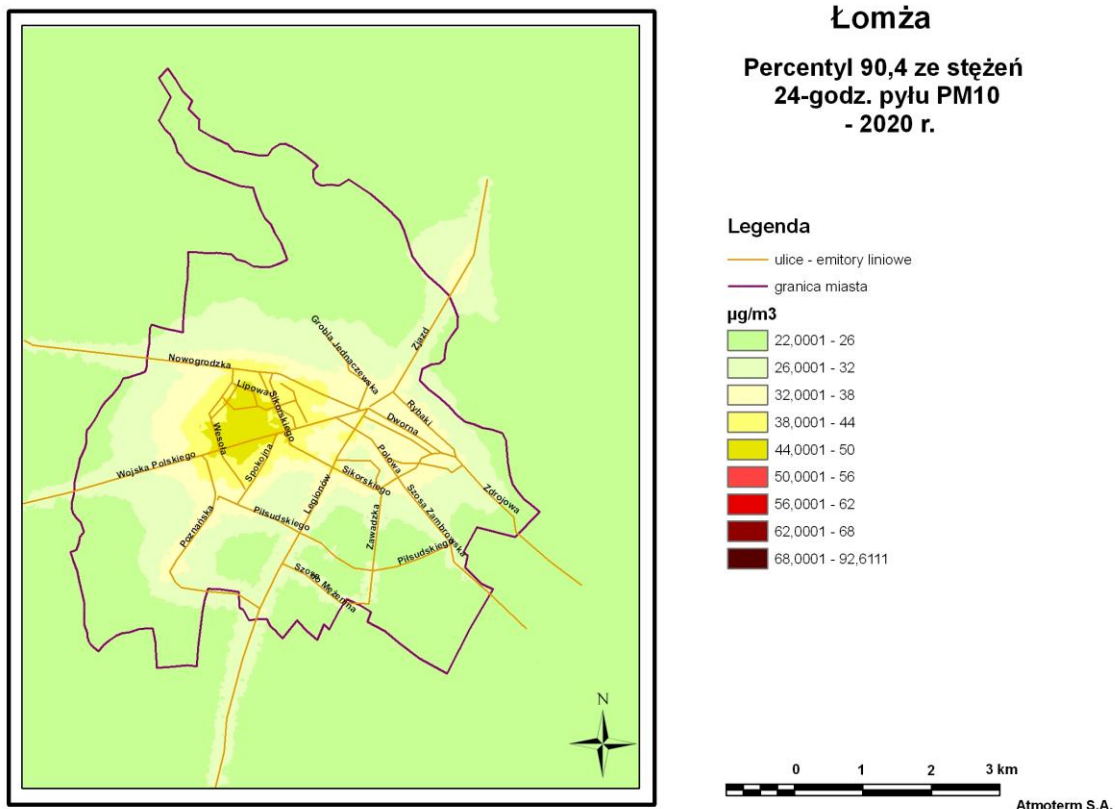 Łomża
Percentyl 90,4 ze stężeń
24-godz. pyłu PM10
- 2020 r.
Legenda
ulice - emitory liniowe
granica miasta
µg/m3
22,0001 - 26
26,0001 - 32
32,0001 - 38
38,0001 - 44
44,0001 - 50
50,0001 - 56
56,0001 - 62
62,0001 - 68
68,0001 - 92,6111
Nowogrodzka
Grobla Jednaczewska
Zjazd
Lipowa
Sikorskiego
Rybaki
Dworna
Wesoła
Wojska Polskiego
Spokojna
Polowa
Sikorskiego
Legionów
Szosa Zambrowska
Zdrojowa
Poznańska
Piłsudskiego
Zawadzka
Piłsudskiego
Szosa
Mężenina
N
0 1 2 3 km
Atmoterm S.A.